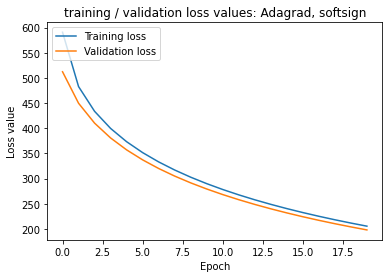 training / validation loss values: Adagrad, softsign
Training loss
Validation loss
600
550
500
450
400
350
300
250
200
Loss value
0.0 2.5 5.0 7.5 10.0 12.5 15.0 17.5
Epoch